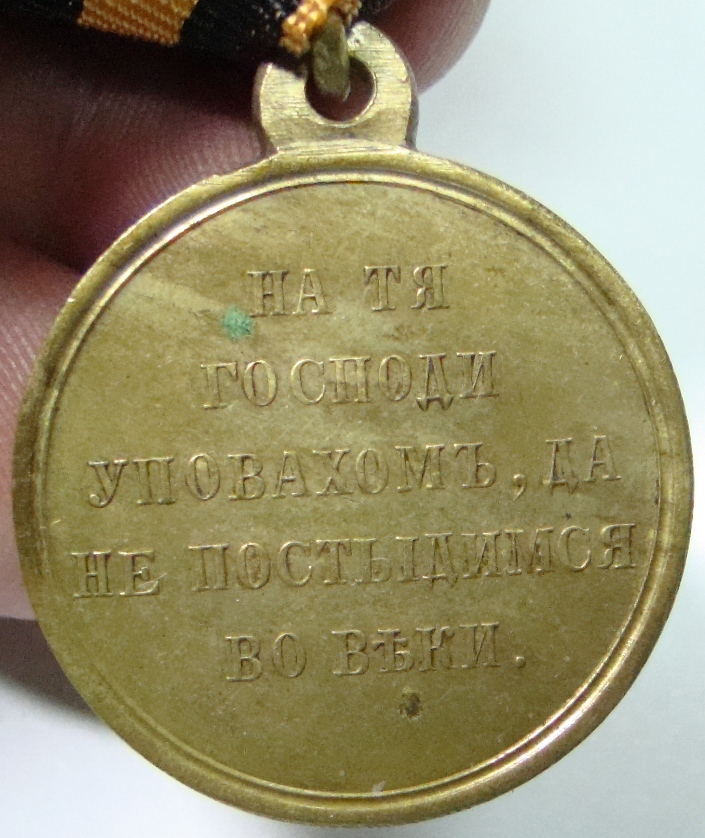 НА ТЯ
ГОСПОДИ
УПОВАХОМЪ, ДА
НЕ ПОСТЫДИМСЯ
ВО ВѢКИ.